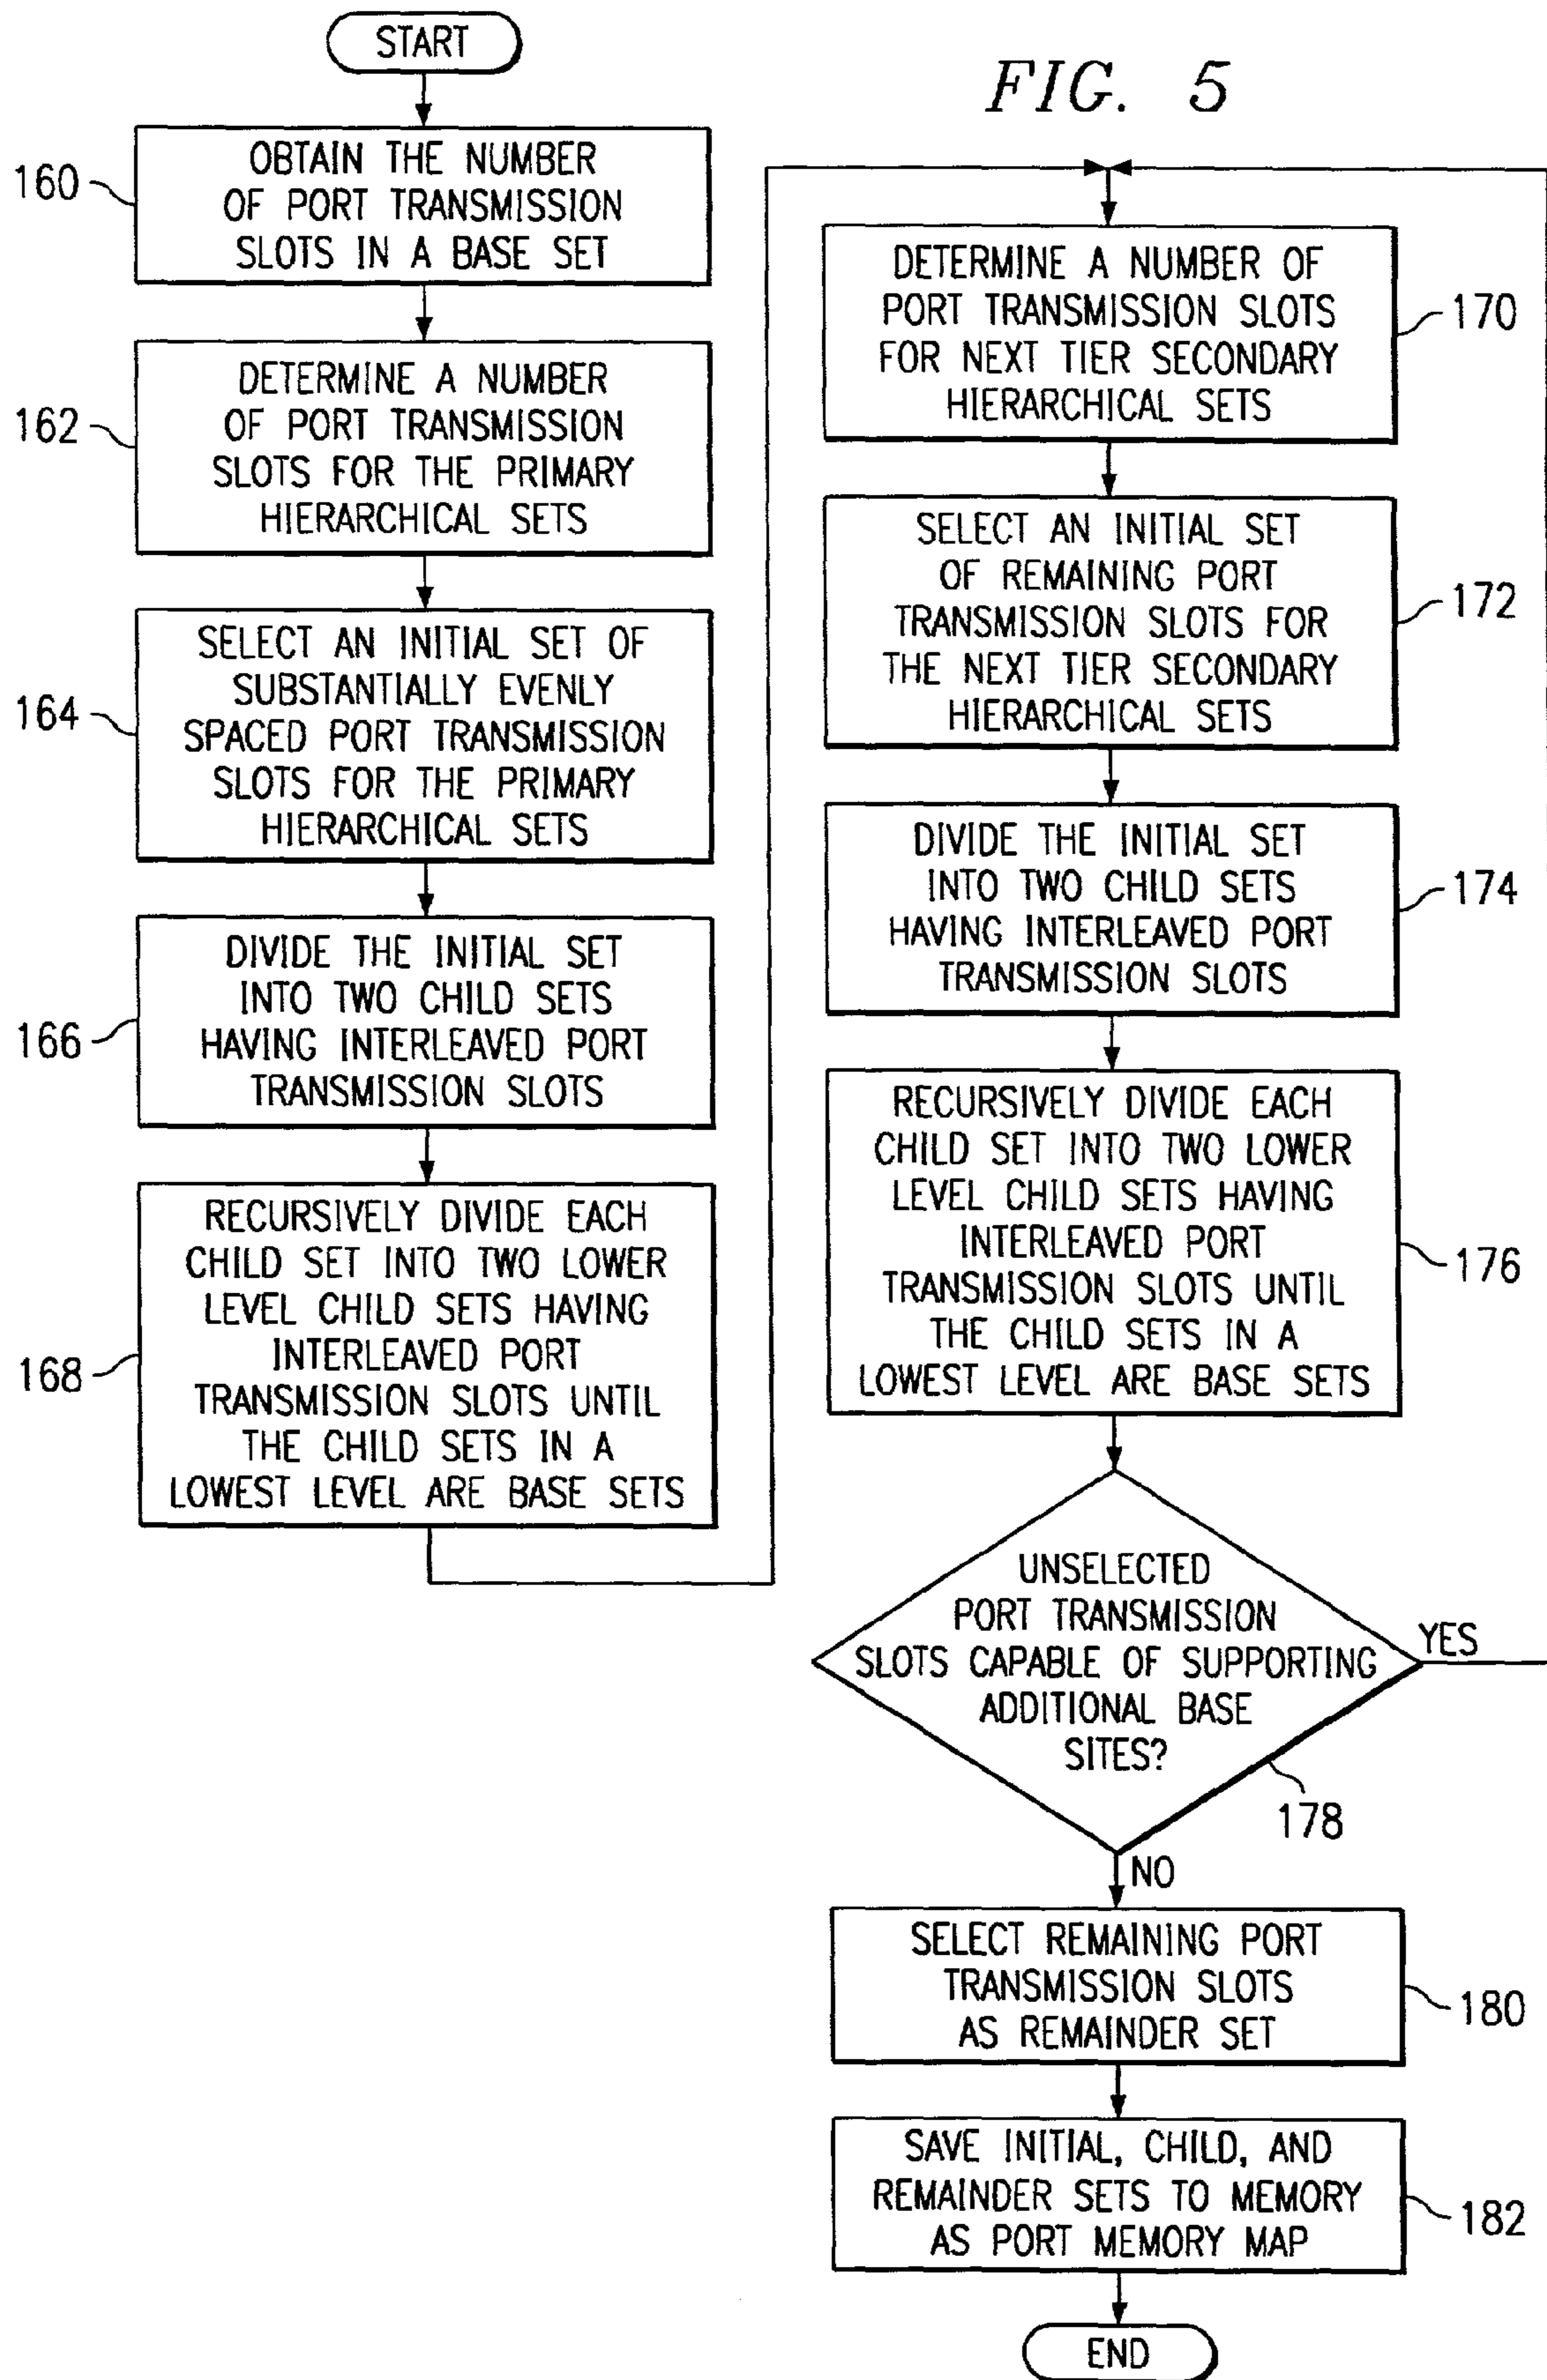 START
FIG. 5
160
OBTAIN THE NUMBER
OF PORT TRANSMISSION
SLOTS IN A BASE SET
162
DETERMINE A NUMBER
OF PORT TRANSMISSION
SLOTS FOR THE PRIMARY
HIERARCHICAL SETS
164
SELECT AN INITIAL SET OF
SUBSTANTIALLY EVENLY
SPACED PORT TRANSMISSION
SLOTS FOR THE PRIMARY
HIERARCHICAL SETS
166
DIVIDE THE INITIAL SET
INTO TWO CHILD SETS
HAVING INTERLEAVED PORT
TRANSMISSION SLOTS
168
RECURSIVELY DIVIDE EACH
CHILD SET INTO TWO LOWER
LEVEL CHILD SETS HAVING
INTERLEAVED PORT
TRANSMISSION SLOTS UNTIL
THE CHILD SETS IN A
LOWEST LEVEL ARE BASE SETS
DETERMINE A NUMBER OF
PORT TRANSMISSION SLOTS
FOR NEXT TIER SECONDARY
HIERARCHICAL SETS
170
SELECT AN INITIAL SET
OF REMAINING PORT
TRANSMISSION SLOTS FOR
THE NEXT TIER SECONDARY
HIERARCHICAL SETS
172
DIVIDE THE INITIAL SET
INTO TWO CHILD SETS
HAVING INTERLEAVED PORT
TRANSMISSION SLOTS
174
RECURSIVELY DIVIDE EACH
CHILD SET INTO TWO LOWER
LEVEL CHILD SETS HAVING
INTERLEAVED PORT
TRANSMISSION SLOTS UNTIL
THE CHILD SETS IN A
LOWEST LEVEL ARE BASE SETS
176
UNSELECTED
PORT TRANSMISSION
SLOTS CAPABLE OF SUPPORTING
ADDITIONAL BASE
SITES?
YES
178
NO
SELECT REMAINING PORT
TRANSMISSION SLOTS
AS REMAINDER SET
180
SAVE INITIAL, CHILD, AND
REMAINDER SETS TO MEMORY
AS PORT MEMORY MAP
182
END